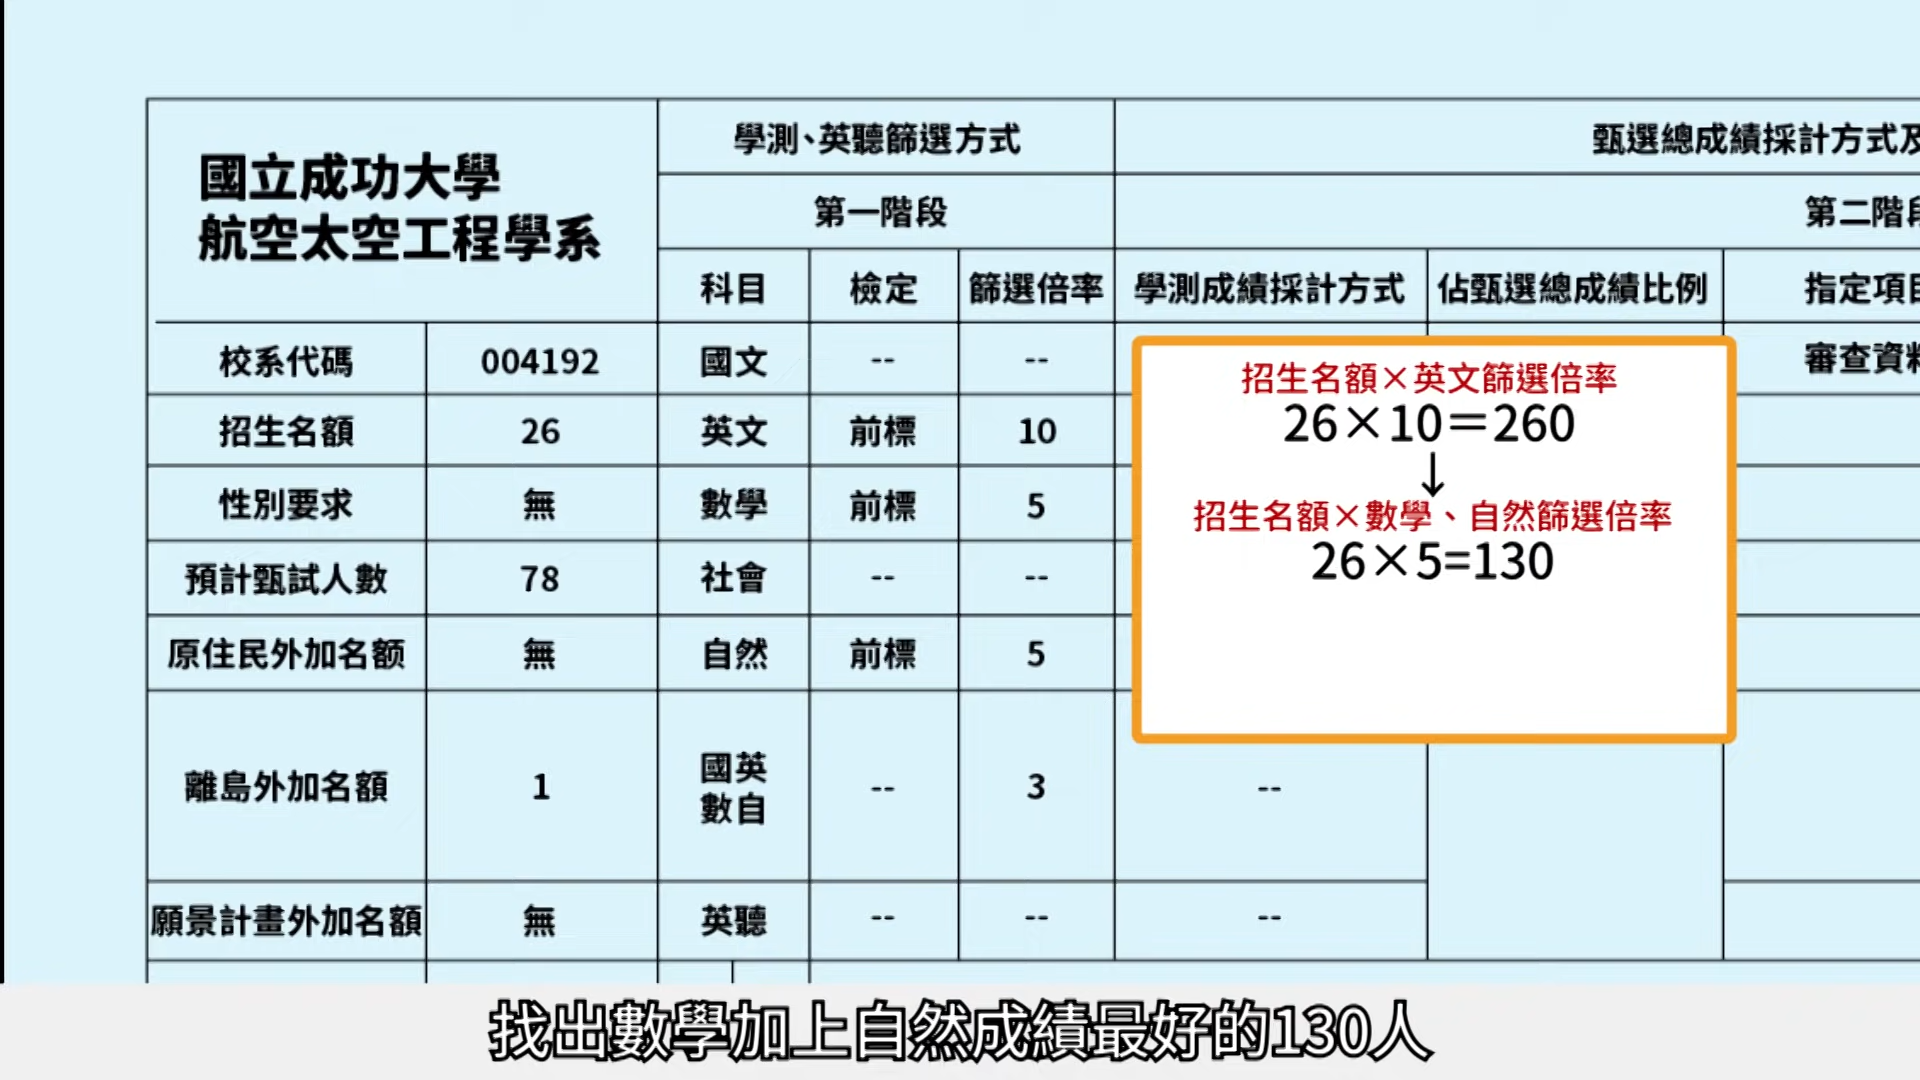 國立成功大學
航空太空工程學系
學測、英聽篩選方式
甄選總成績採計方式及
第一階段
第二階段
科目 檢定 篩選倍率 學測成績採計方式 佔甄選總成績比例 指定項目
校系代碼 004192 國文 -- -- 審查資料
招生名額 26 英文 前標 10
性別要求 無 數學 前標 5
預計甄試人數 78 社會 -- --
原住民外加名額 無 自然 前標 5
離島外加名額 1 國英 數自 -- 3 --
願景計畫外加名額 無 英聽 -- -- --
招生名額×英文篩選倍率
26×10＝260
↓
招生名額×數學、自然篩選倍率
26×5=130
找出數學加上自然成績最好的130人